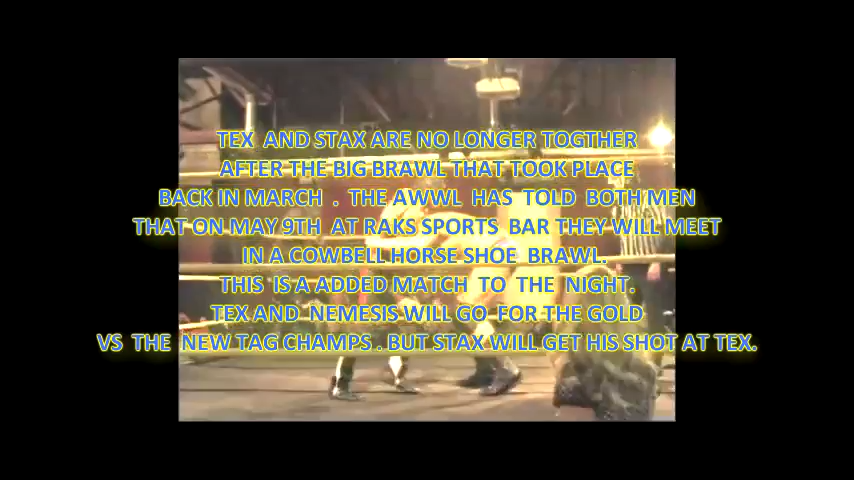 TEX AND STAX ARE NO LONGER TOGTHER
AFTER THE BIG BRAWL THAT TOOK PLACE
BACK IN MARCH . THE AWWL HAS TOLD BOTH MEN
THAT ON MAY 9TH AT RAKS SPORTS BAR THEY WILL MEET
IN A COWBELL HORSE SHOE BRAWL.
THIS IS A ADDED MATCH TO THE NIGHT.
TEX AND NEMESIS WILL GO FOR THE GOLD
VS THE NEW TAG CHAMPS . BUT STAX WILL GET HIS SHOT AT TEX.